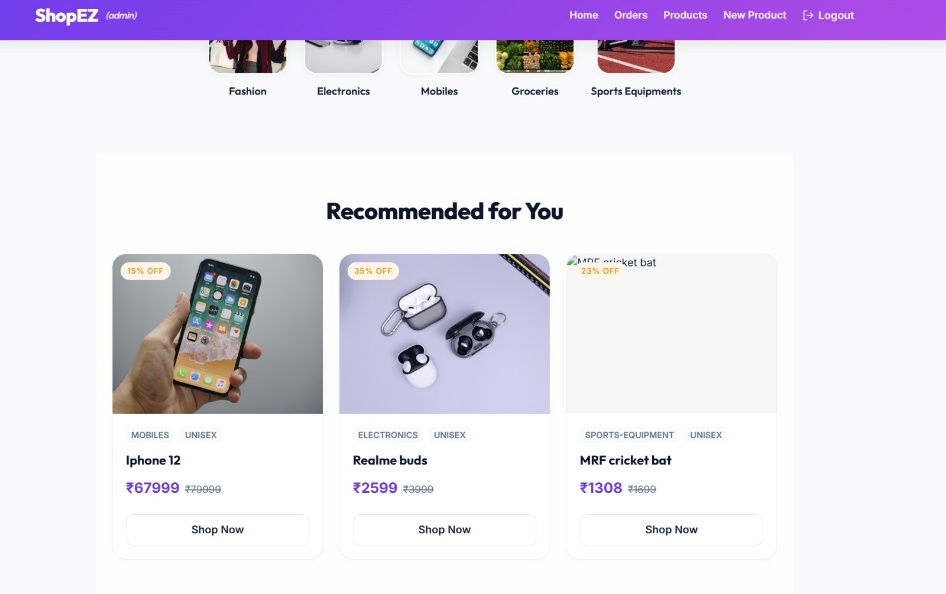 ShopEZ (admin) Home Orders Products New Product Logout
Fashion Electronics Mobiles Groceries Sports Equipments
Recommended for You
15% OFF
35% OFF
MRF cricket bat
23% OFF
MOBILES UNISEX
Iphone 12
₹67999 ₹79999
Shop Now
ELECTRONICS UNISEX
Realme buds
₹2599 ₹3999
Shop Now
SPORTS-EQUIPMENT UNISEX
MRF cricket bat
₹1308 ₹1699
Shop Now